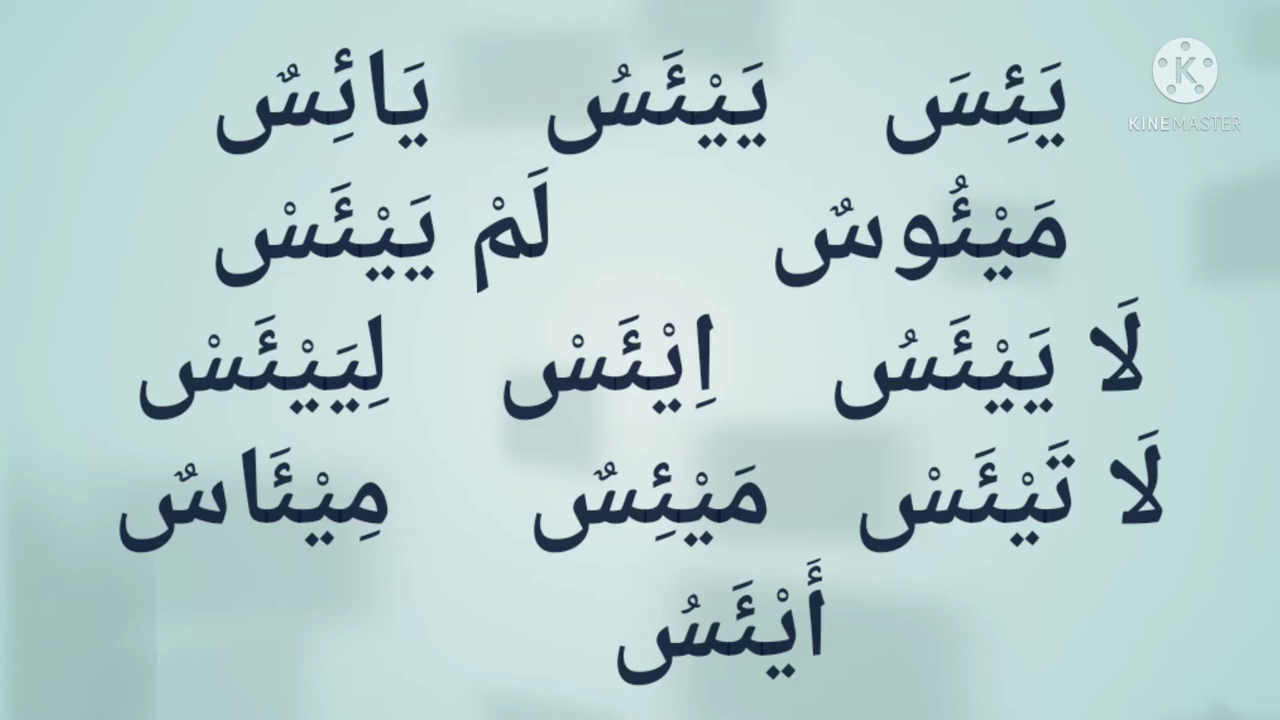 يَئِسَ يَيْئَسُ يَائِسٌ
مَيْئُوسٌ لَمْ يَيْئَسْ
لَا يَيْئَسُ اِيْئَسْ لِيَيْئَسْ
لَا تَيْئَسْ مَيْئِسٌ مِيْئَاسٌ
أَيْئَسُ
K
KINEMASTER